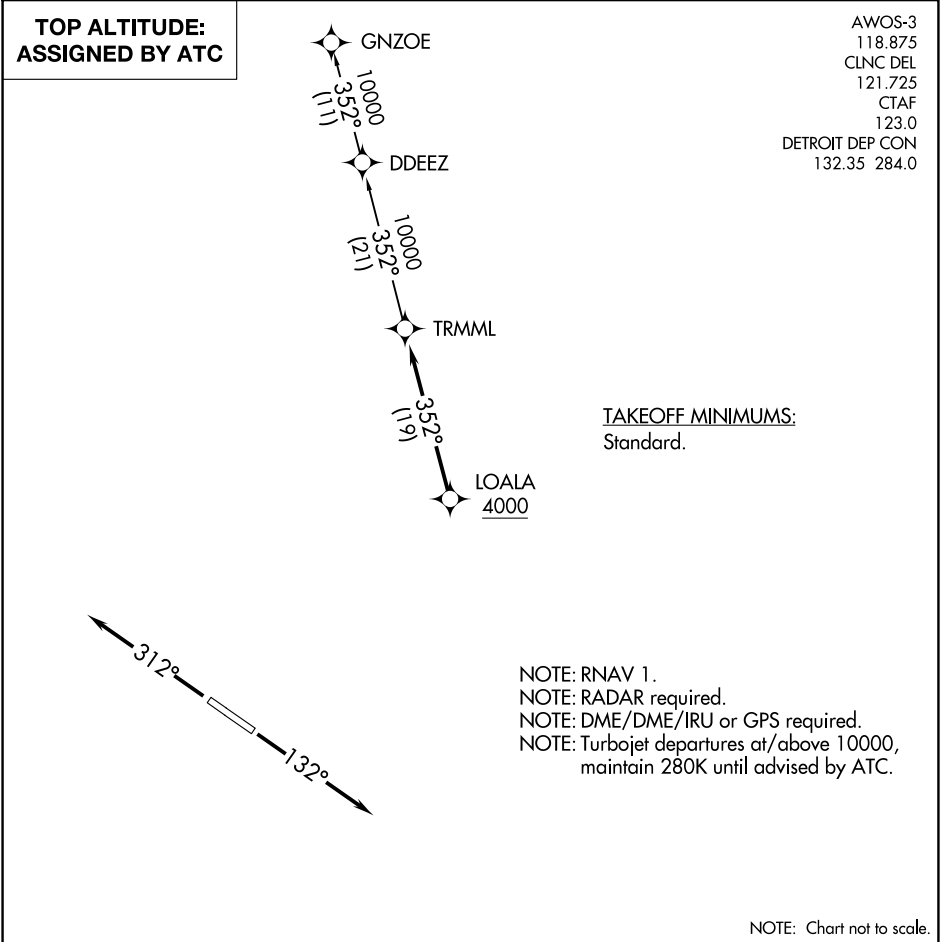 TOP ALTITUDE:
ASSIGNED BY ATC
AWOS-3
118.875
CLNC DEL
121.725
CTAF
123.0
DETROIT DEP CON
132.35 284.0
GNZOE
10000
352°
(11)
DDEEZ
10000
352°
(21)
TRMML
352°
(19)
TAKEOFF MINIMUMS:
Standard.
LOALA
4000
312°
132°
NOTE: RNAV 1.
NOTE: RADAR required.
NOTE: DME/DME/IRU or GPS required.
NOTE: Turbojet departures at/above 10000,
maintain 280K until advised by ATC.
NOTE: Chart not to scale.